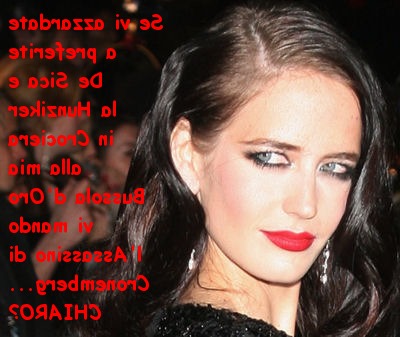 Se vi azzardate
a preferire
De Sica e
la Hunziker
in Crociera
alla mia
Bussola d'Oro
vi mando
l'Assassino di
Cronemberg...
CHIARO?